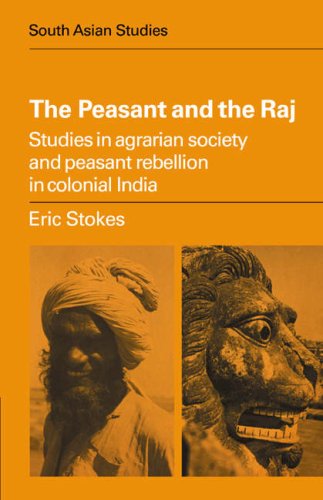 South Asian Studies
The Peasant and the Raj
Studies in agrarian society
and peasant rebellion
in colonial India
Eric Stokes